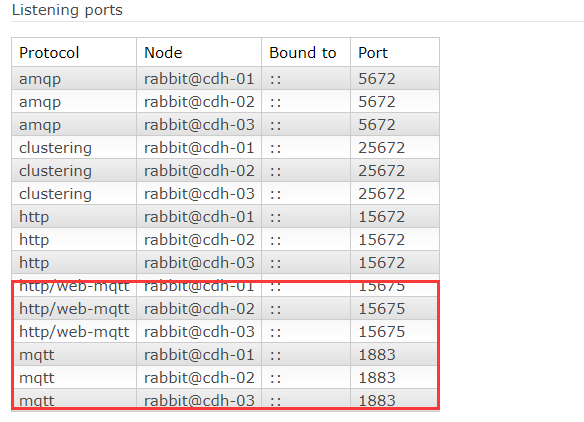 Listening ports
Protocol Node Bound to Port
amqp rabbit@cdh-01 :: 5672
amqp rabbit@cdh-02 :: 5672
amqp rabbit@cdh-03 :: 5672
clustering rabbit@cdh-01 :: 25672
clustering rabbit@cdh-02 :: 25672
clustering rabbit@cdh-03 :: 25672
http rabbit@cdh-01 :: 15672
http rabbit@cdh-02 :: 15672
http rabbit@cdh-03 :: 15672
http/web-mqtt rabbit@cdh-01 :: 15675
http/web-mqtt rabbit@cdh-02 :: 15675
http/web-mqtt rabbit@cdh-03 :: 15675
mqtt rabbit@cdh-01 :: 1883
mqtt rabbit@cdh-02 :: 1883
mqtt rabbit@cdh-03 :: 1883